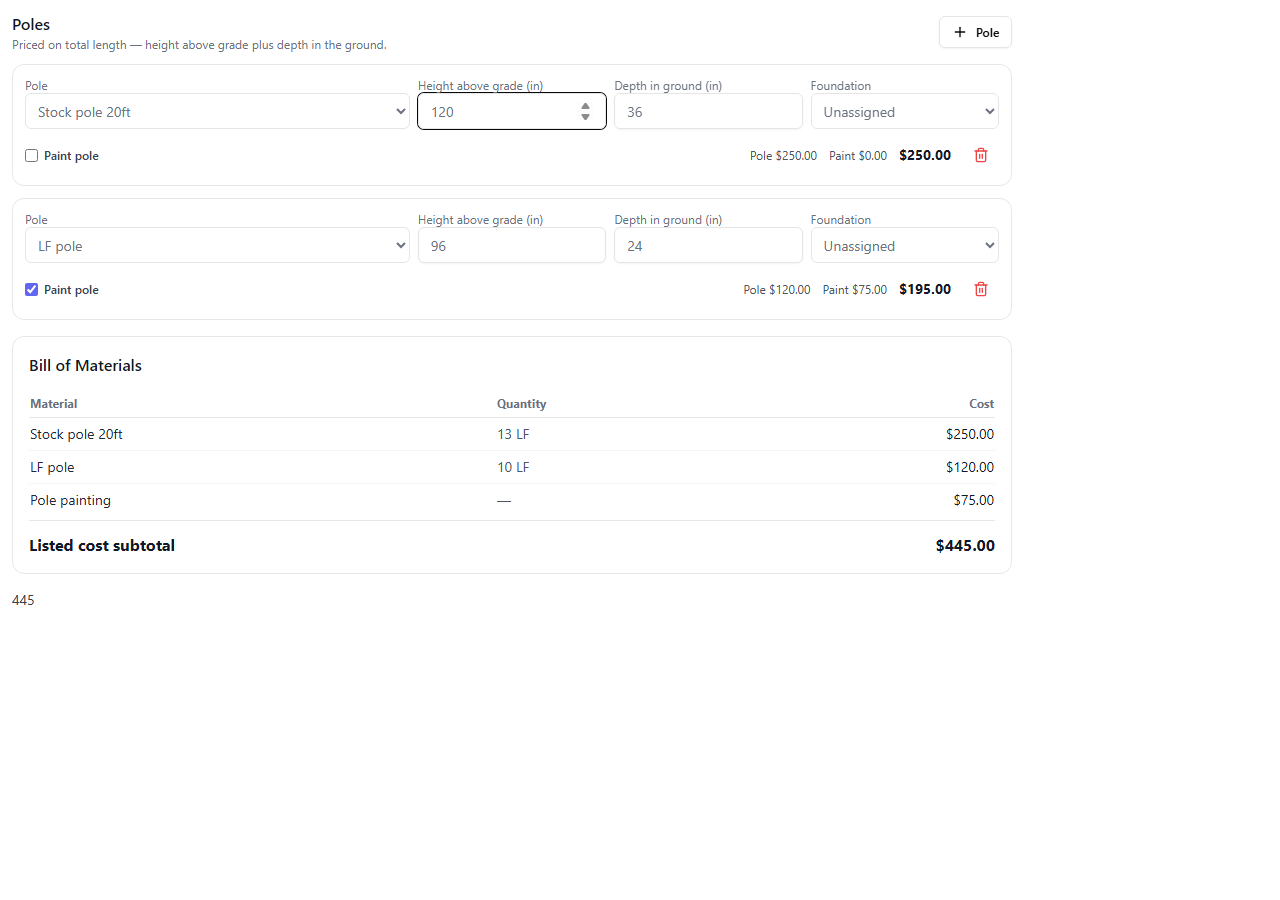 Poles
Priced on total length — height above grade plus depth in the ground.
+ Pole
Pole Height above grade (in) Depth in ground (in) Foundation
Stock pole 20ft 120 36 Unassigned
Paint pole Pole $250.00 Paint $0.00 $250.00
Pole Height above grade (in) Depth in ground (in) Foundation
LF pole 96 24 Unassigned
Paint pole Pole $120.00 Paint $75.00 $195.00
Bill of Materials
Material Quantity Cost
Stock pole 20ft 13 LF $250.00
LF pole 10 LF $120.00
Pole painting — $75.00
Listed cost subtotal $445.00
445